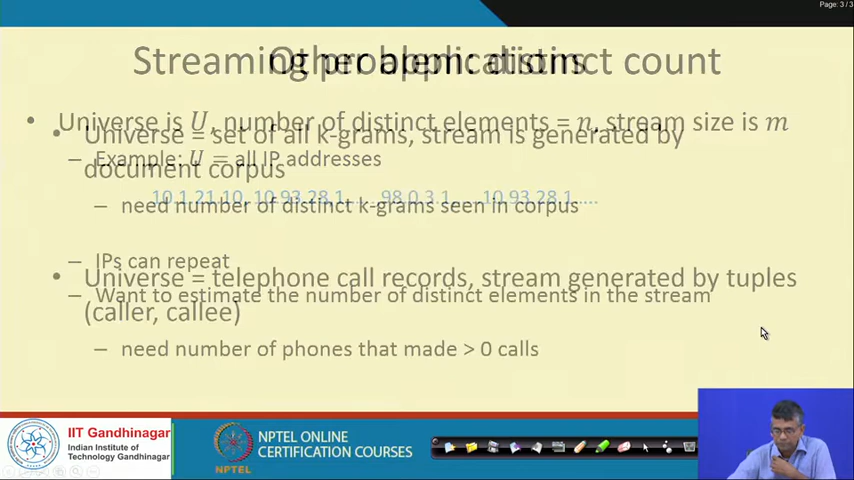 Page: 3 / 3
Streaming problem: distinct count
Other applications
• Universe is U, number of distinct elements = n, stream size is m
– Example: U = all IP addresses
10.1.21.10, 10.93.28.1,.....98.0.3.1,.....10.93.28.1.....
– IPs can repeat
– Want to estimate the number of distinct elements in the stream
• Universe = set of all k-grams, stream is generated by
document corpus
– need number of distinct k-grams seen in corpus
• Universe = telephone call records, stream generated by tuples
(caller, callee)
– need number of phones that made > 0 calls
IIT Gandhinagar
Indian Institute of
Technology Gandhinagar
NPTEL
NPTEL ONLINE
CERTIFICATION COURSES